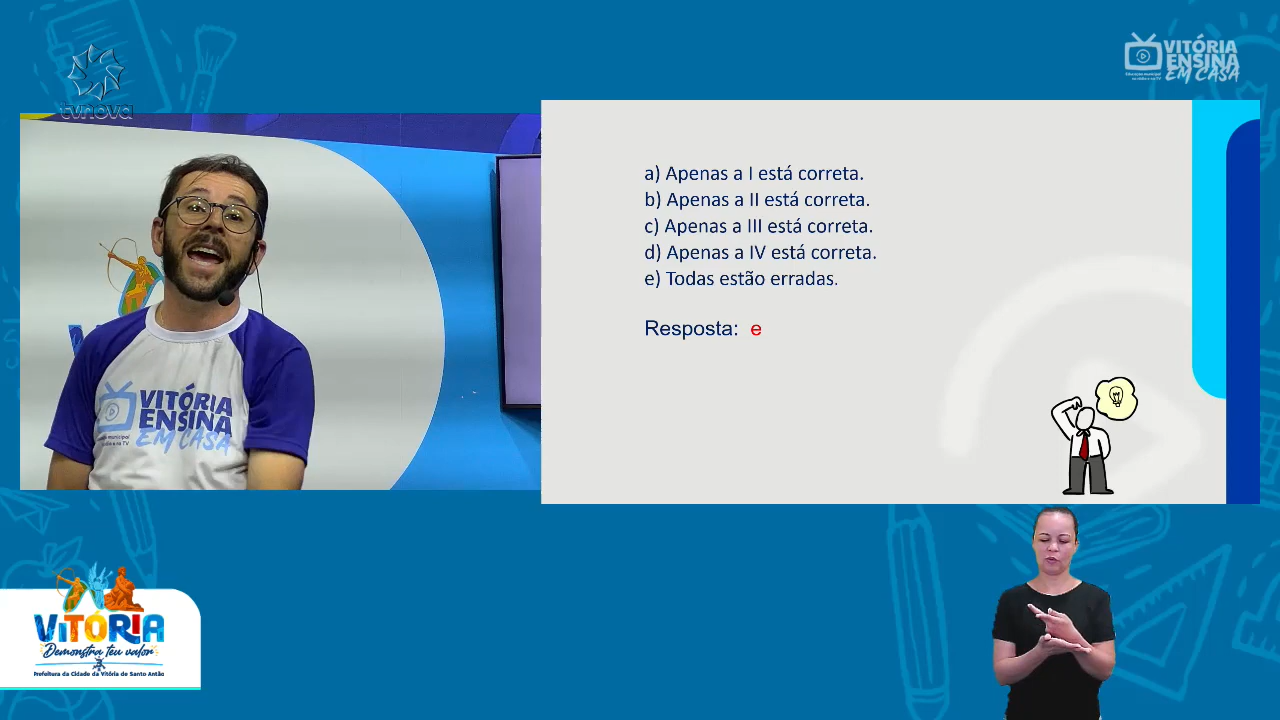 tvnova
VITÓRIA
ENSINA
EM CASA
a) Apenas a I está correta.
b) Apenas a II está correta.
c) Apenas a III está correta.
d) Apenas a IV está correta.
e) Todas estão erradas.
Resposta: e
VITÓRIA
ENSINA
EM CASA
VITÓRIA
Demonstra teu valor
Prefeitura da Cidade da Vitória de Santo Antão